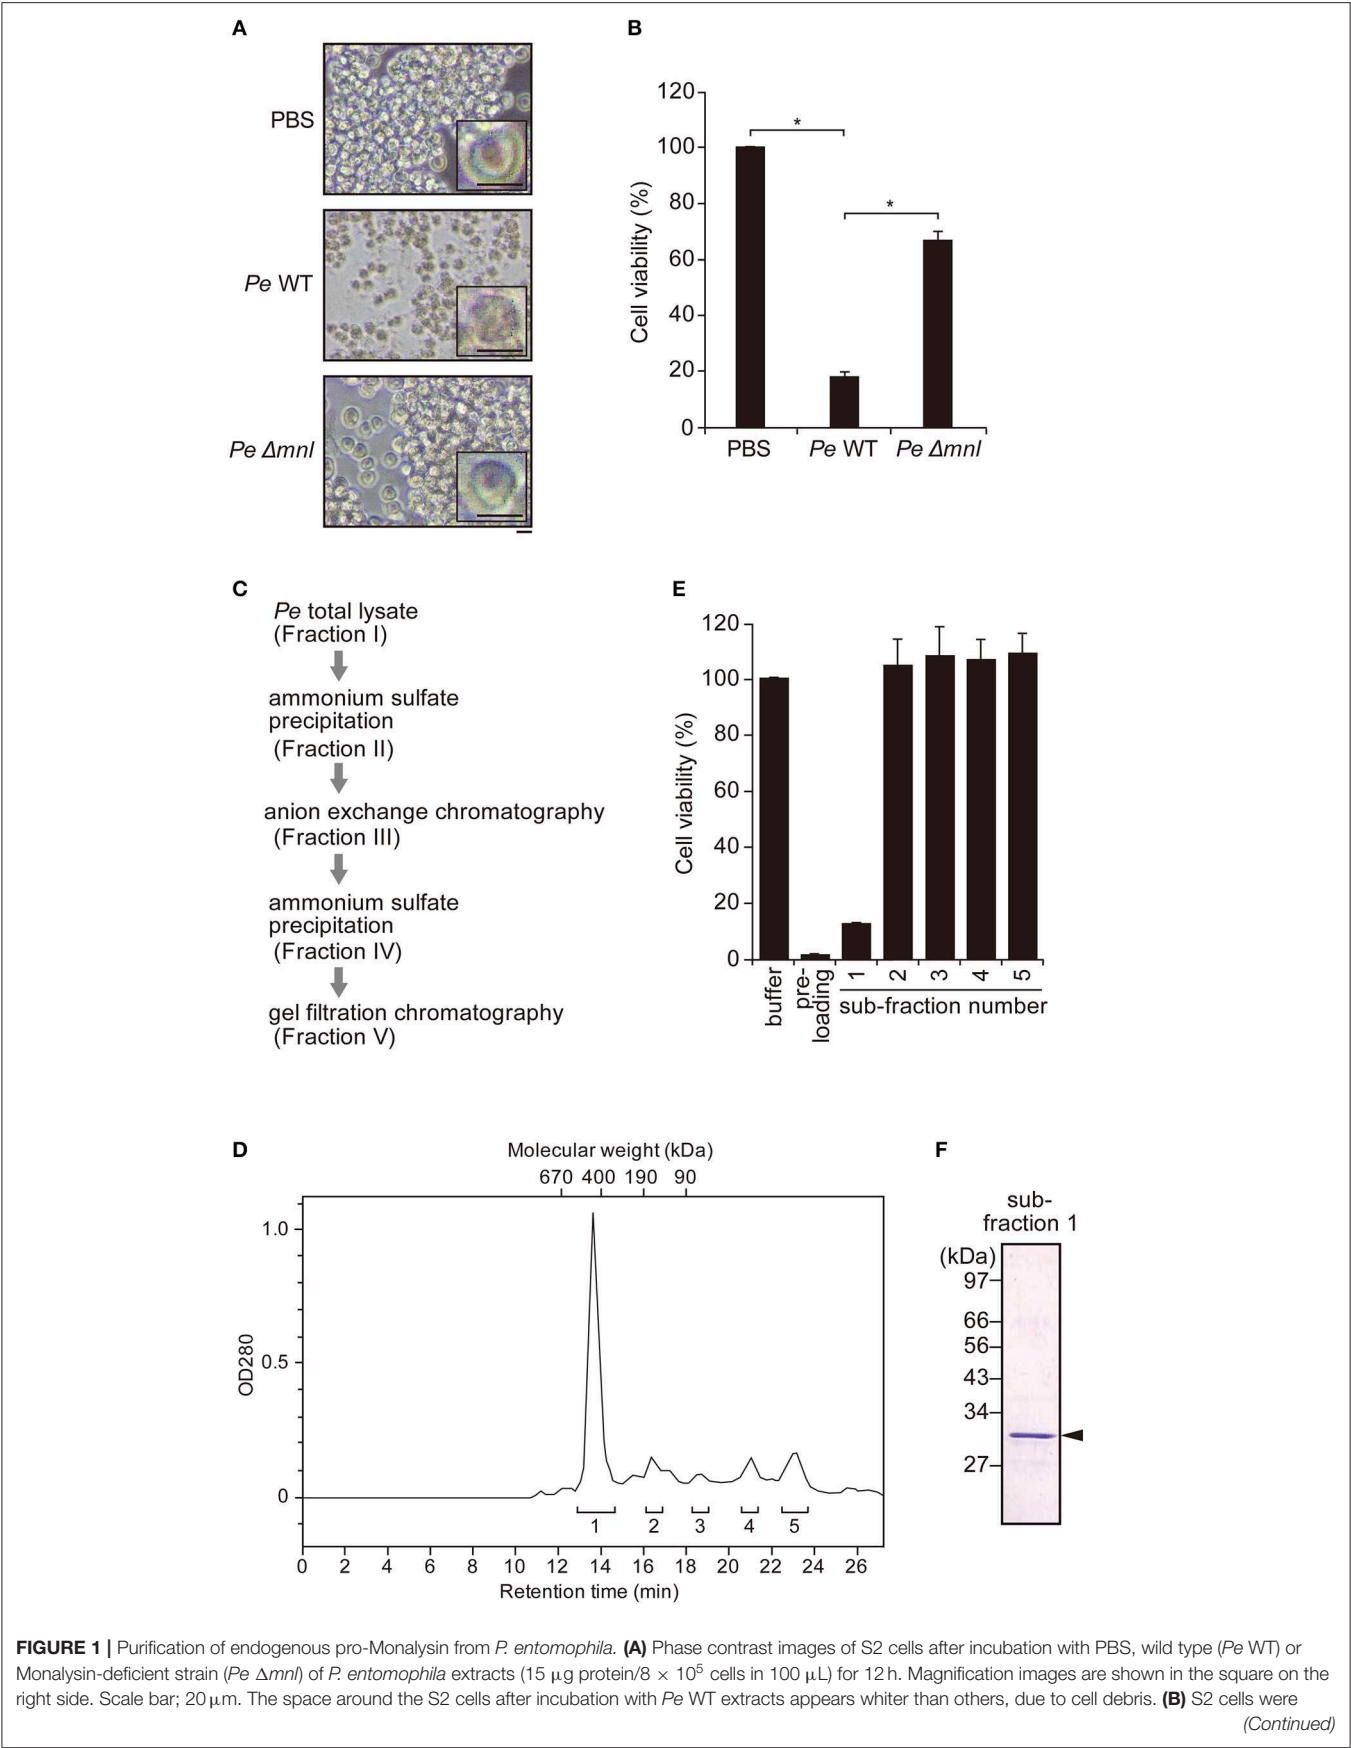 A
PBS
Pe WT
Pe Δmnl
B
120
100
80
60
40
20
0
Cell viability (%)
*
*
PBS Pe WT Pe Δmnl
C
Pe total lysate
(Fraction I)
ammonium sulfate
precipitation
(Fraction II)
anion exchange chromatography
(Fraction III)
ammonium sulfate
precipitation
(Fraction IV)
gel filtration chromatography
(Fraction V)
E
120
100
80
60
40
20
0
Cell viability (%)
buffer
pre-
loading
1 2 3 4 5
sub-fraction number
D
Molecular weight (kDa)
670 400 190 90
1.0
0.5
0
OD280
1 2 3 4 5
0 2 4 6 8 10 12 14 16 18 20 22 24 26
Retention time (min)
F
sub-
fraction 1
(kDa)
97
66
56
43
34
27
FIGURE 1 | Purification of endogenous pro-Monalysin from P. entomophila. (A) Phase contrast images of S2 cells after incubation with PBS, wild type (Pe WT) or
Monalysin-deficient strain (Pe Δmnl) of P. entomophila extracts (15 μg protein/8 × 10⁵ cells in 100 μL) for 12 h. Magnification images are shown in the square on the
right side. Scale bar; 20 μm. The space around the S2 cells after incubation with Pe WT extracts appears whiter than others, due to cell debris. (B) S2 cells were
(Continued)